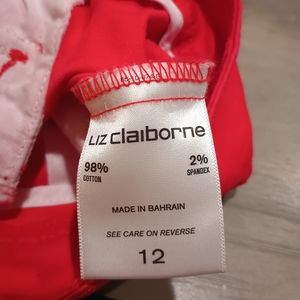 LIZ claiborne
98% 2%
COTTON SPANDEX
MADE IN BAHRAIN
SEE CARE ON REVERSE
12